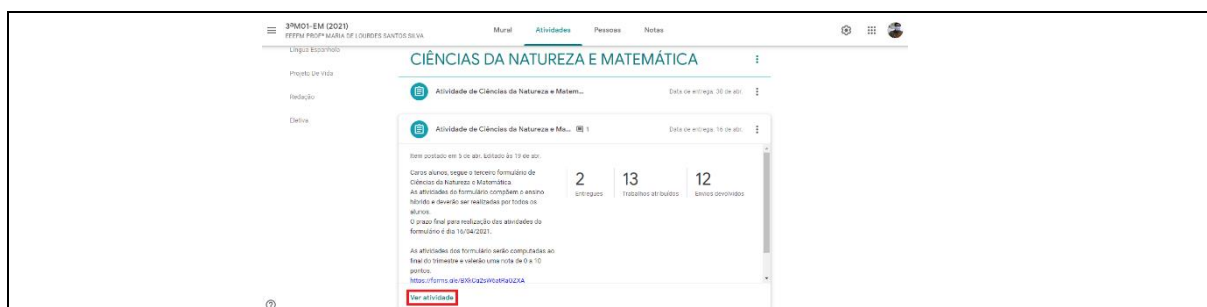 3ªM01-EM (2021)
EEEFM PROFª MARIA DE LOURDES SANTOS SILVA
Mural
Atividades
Pessoas
Notas
Língua Espanhola
Projeto De Vida
Redação
Eletiva
CIÊNCIAS DA NATUREZA E MATEMÁTICA
Atividade de Ciências da Natureza e Matem...
Data de entrega: 30 de abr.
Atividade de Ciências da Natureza e Ma... 1
Data de entrega: 16 de abr.
Item postado em 5 de abr. Editado às 19 de abr.
Caros alunos, segue o terceiro formulário de
Ciências da Natureza e Matemática.
As atividades do formulário compõem o ensino
híbrido e deverão ser realizadas por todos os
alunos.
O prazo final para realização das atividades do
formulário é dia 16/04/2021.
As atividades dos formulário serão computadas ao
final do trimestre e valerão uma nota de 0 a 10
pontos.
2
Entregues
13
Trabalhos atribuídos
12
Envios devolvidos
Ver atividade